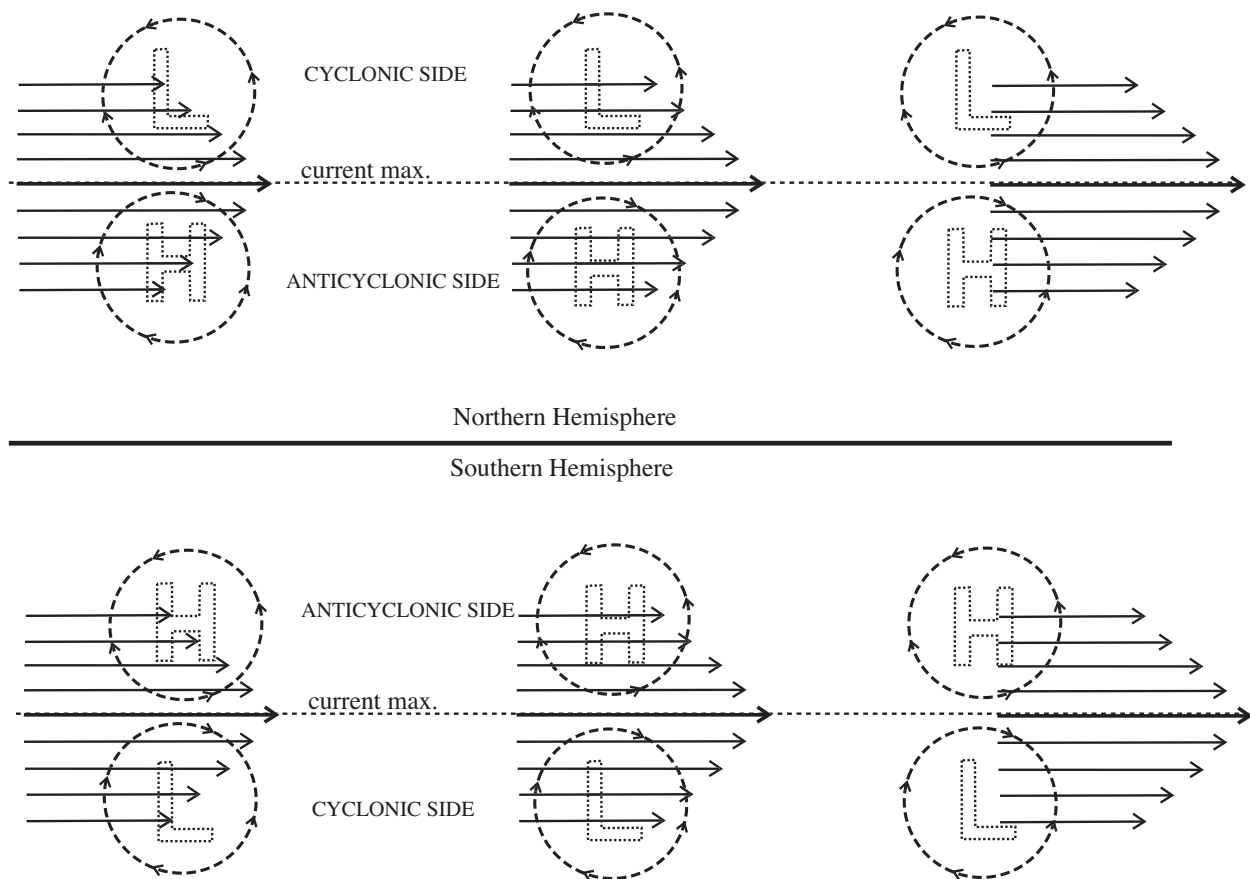 L L L
CYCLONIC SIDE
current max.
H H H
ANTICYCLONIC SIDE
Northern Hemisphere
Southern Hemisphere
H H H
ANTICYCLONIC SIDE
current max.
L L L
CYCLONIC SIDE